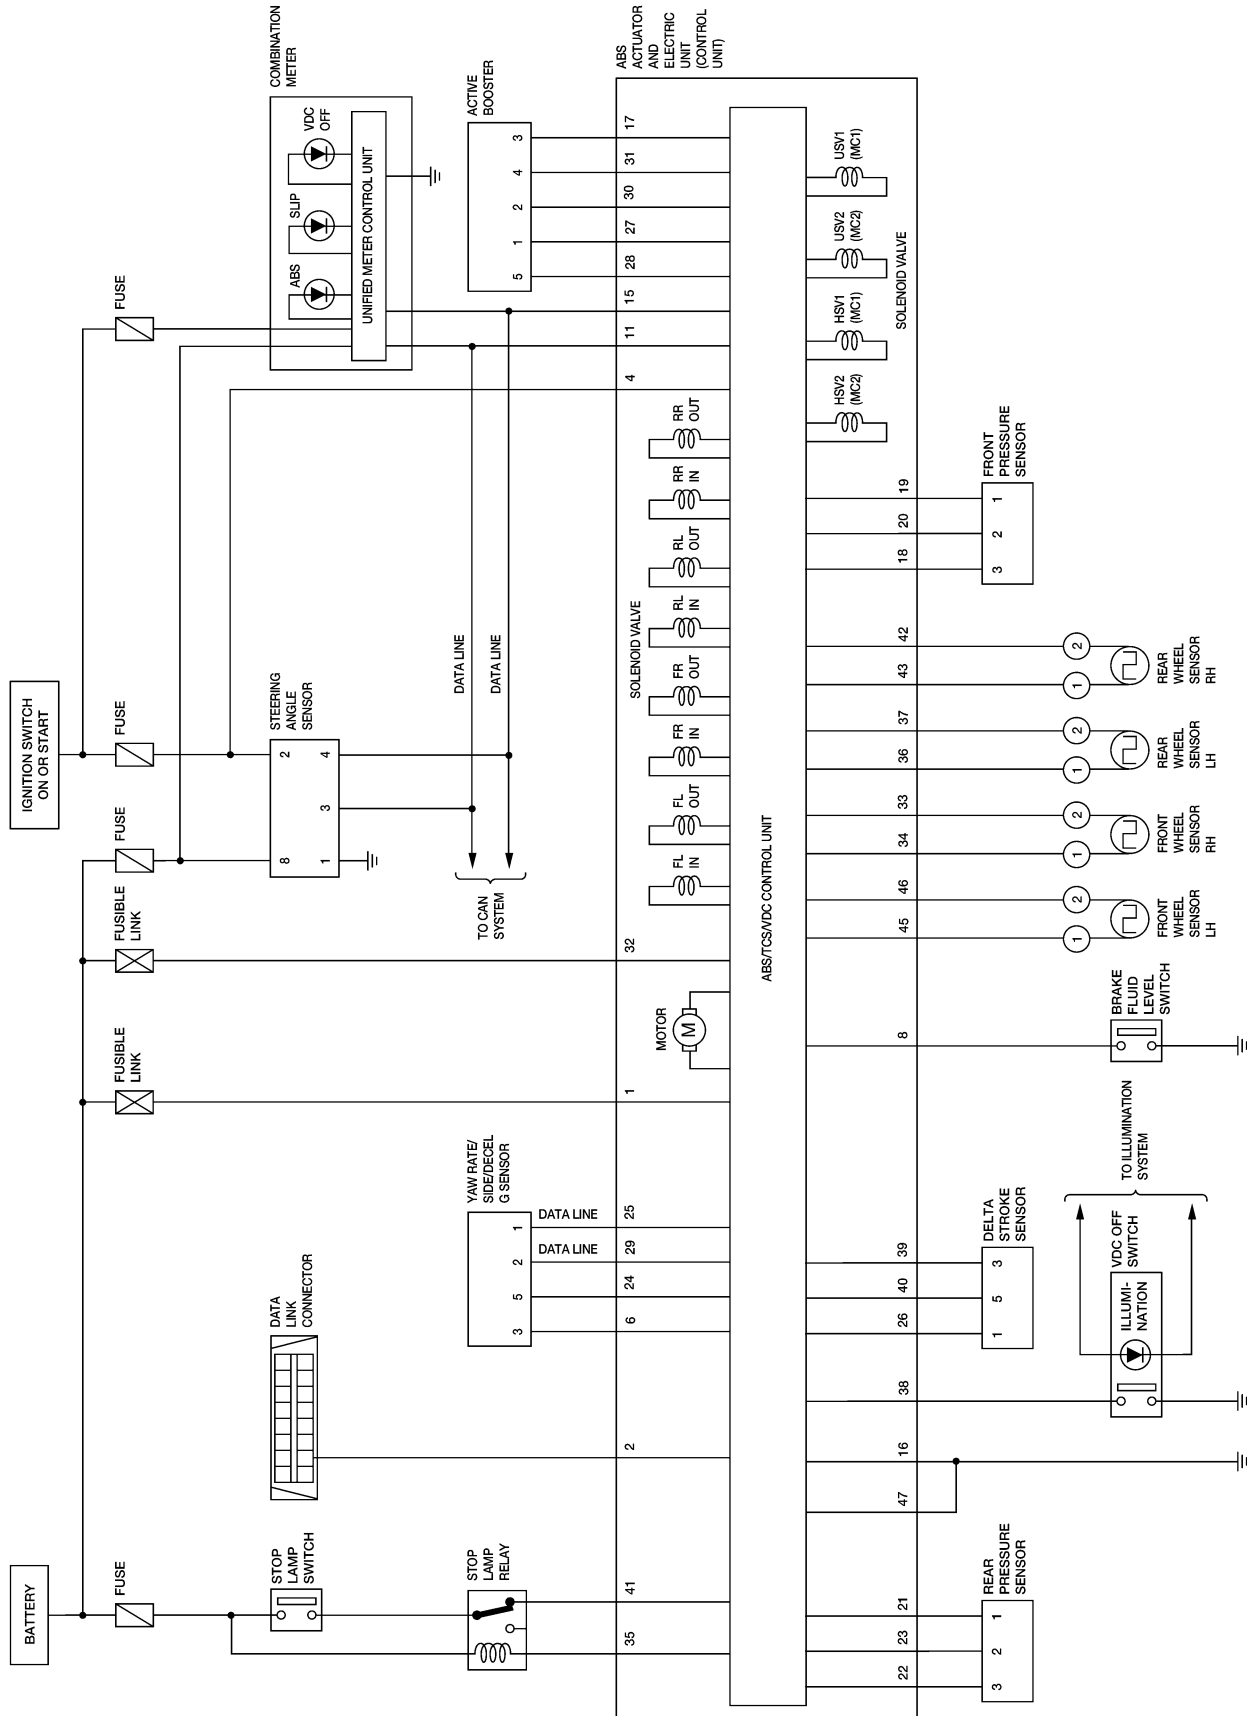 BATTERY
IGNITION SWITCH
ON OR START
FUSE
FUSIBLE
LINK
FUSIBLE
LINK
FUSE
FUSE
FUSE
STOP
LAMP
SWITCH
DATA
LINK
CONNECTOR
STEERING
ANGLE
SENSOR
8
2
1
3
4
COMBINATION
METER
ABS
SLIP
VDC
OFF
UNIFIED METER CONTROL UNIT
TO CAN
SYSTEM
DATA LINE
DATA LINE
STOP
LAMP
RELAY
YAW RATE/
SIDE/DECEL
G SENSOR
3
5
2
1
DATA LINE
DATA LINE
ACTIVE
BOOSTER
5
1
2
4
3
ABS
ACTUATOR
AND
ELECTRIC
UNIT
(CONTROL
UNIT)
35
41
2
6
24
29
25
1
32
4
11
15
28
27
30
31
17
MOTOR
M
SOLENOID VALVE
FL
IN
FL
OUT
FR
IN
FR
OUT
RL
IN
RL
OUT
RR
IN
RR
OUT
ABS/TCS/VDC CONTROL UNIT
HSV2
(MC2)
HSV1
(MC1)
USV2
(MC2)
USV1
(MC1)
SOLENOID VALVE
22
23
21
47
16
38
26
40
39
8
45
46
34
33
36
37
43
42
18
20
19
3
2
1
REAR
PRESSURE
SENSOR
1
5
3
DELTA
STROKE
SENSOR
3
2
1
FRONT
PRESSURE
SENSOR
ILLUMI-
NATION
VDC OFF
SWITCH
TO ILLUMINATION
SYSTEM
BRAKE
FLUID
LEVEL
SWITCH
1
2
FRONT
WHEEL
SENSOR
LH
1
2
FRONT
WHEEL
SENSOR
RH
1
2
REAR
WHEEL
SENSOR
LH
1
2
REAR
WHEEL
SENSOR
RH